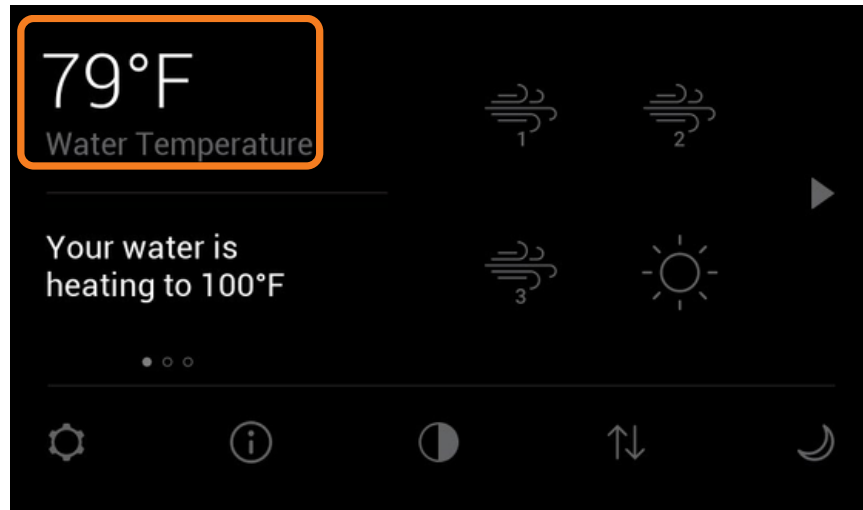 79°F
Water Temperature
1
2
Your water is
heating to 100°F
3